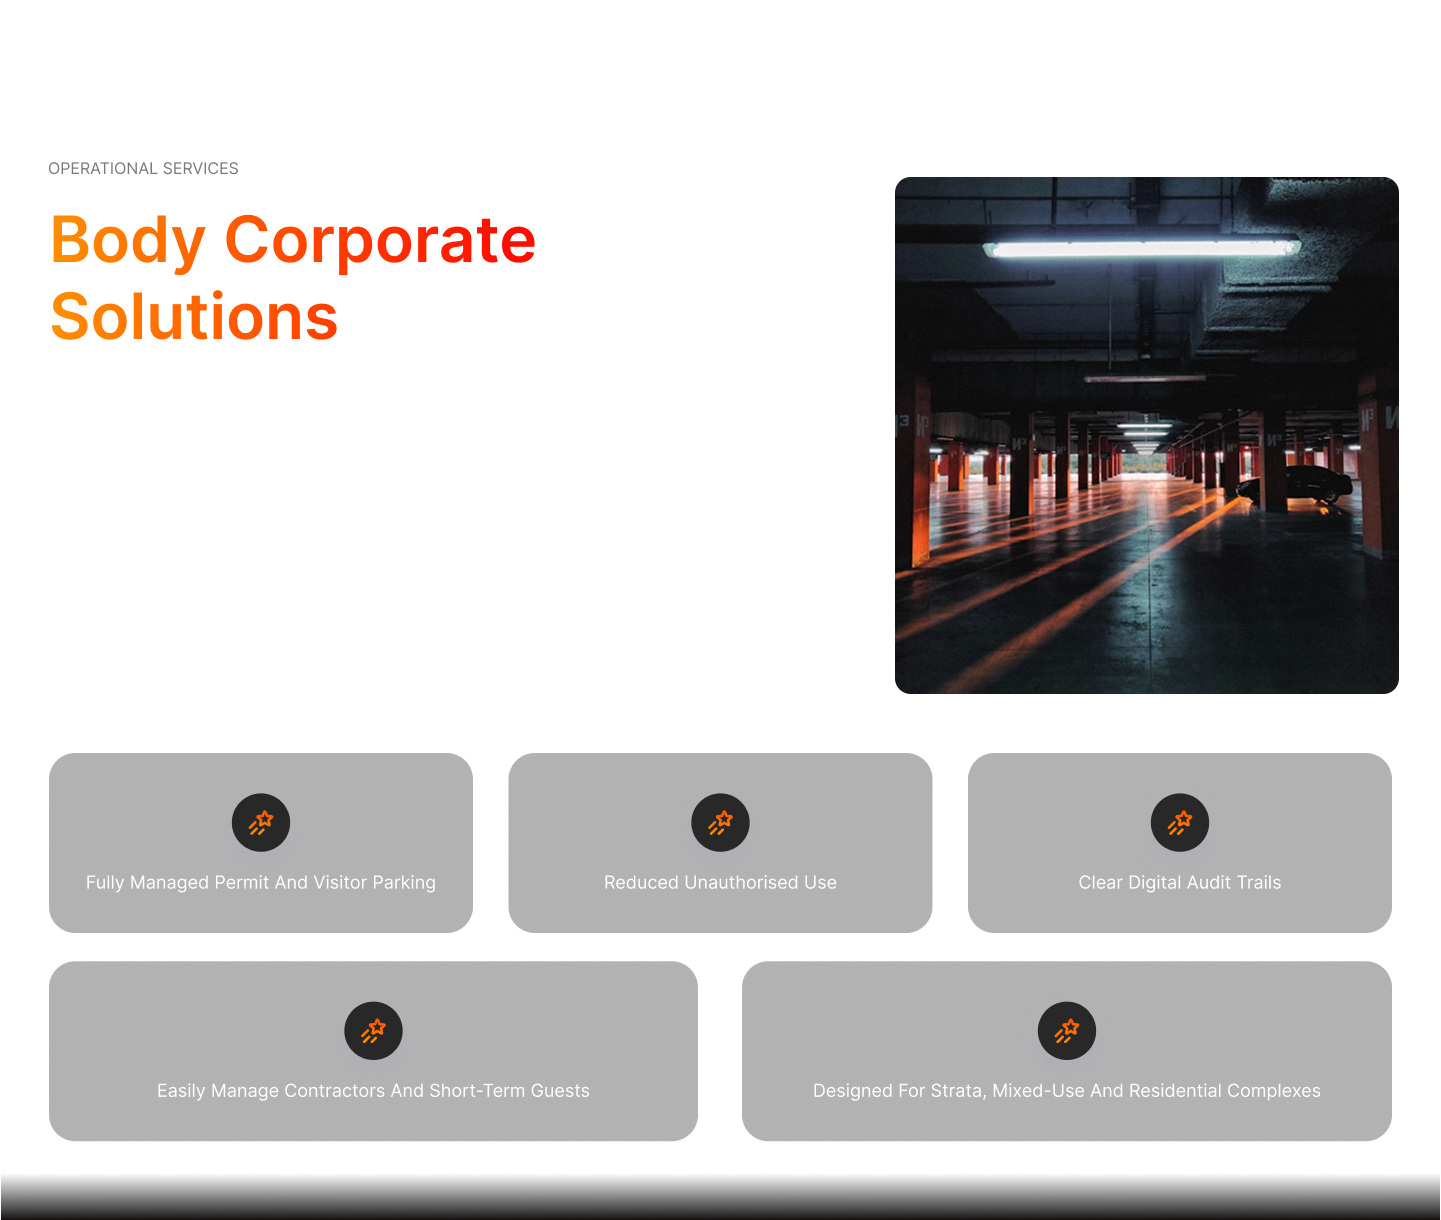 OPERATIONAL SERVICES
Body Corporate
Solutions
Fully Managed Permit And Visitor Parking
Reduced Unauthorised Use
Clear Digital Audit Trails
Easily Manage Contractors And Short-Term Guests
Designed For Strata, Mixed-Use And Residential Complexes